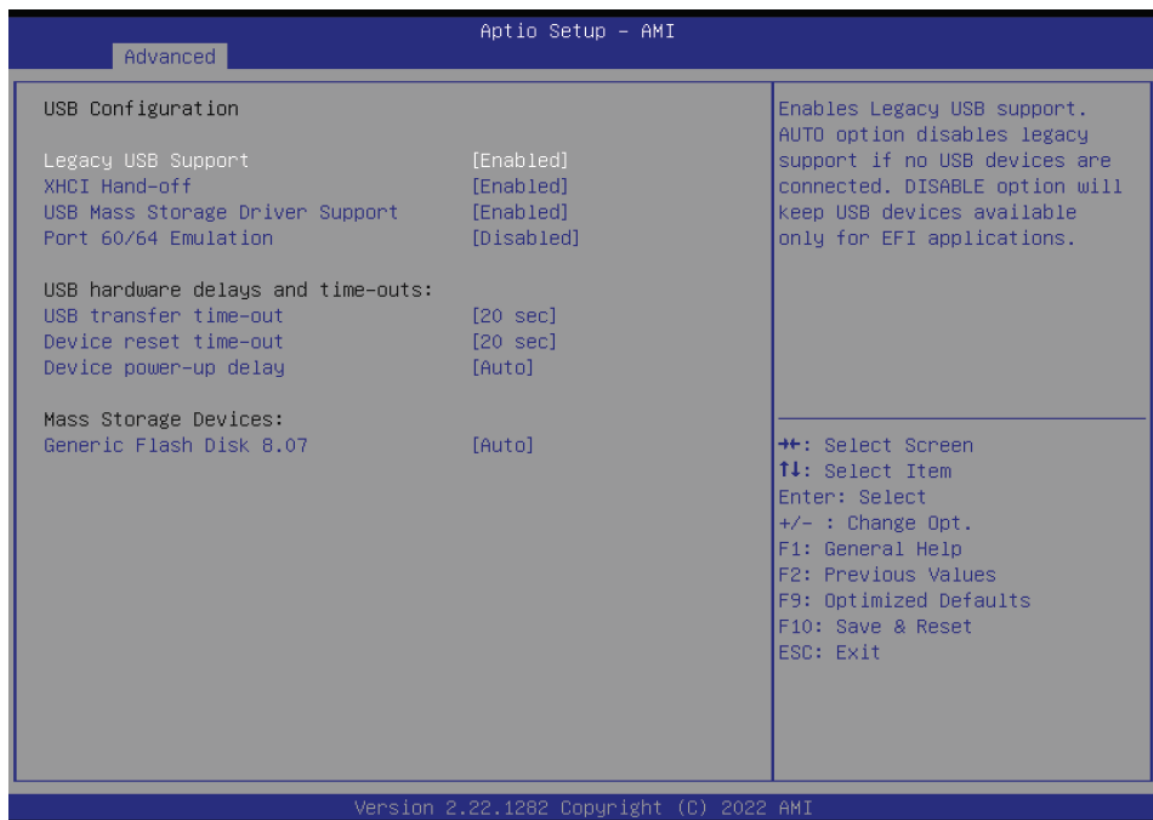 Aptio Setup - AMI
Advanced
USB Configuration
Legacy USB Support [Enabled]
XHCI Hand-off [Enabled]
USB Mass Storage Driver Support [Enabled]
Port 60/64 Emulation [Disabled]
USB hardware delays and time-outs:
USB transfer time-out [20 sec]
Device reset time-out [20 sec]
Device power-up delay [Auto]
Mass Storage Devices:
Generic Flash Disk 8.07 [Auto]
Enables Legacy USB support.
AUTO option disables legacy
support if no USB devices are
connected. DISABLE option will
keep USB devices available
only for EFI applications.
→←: Select Screen
↑↓: Select Item
Enter: Select
+/- : Change Opt.
F1: General Help
F2: Previous Values
F9: Optimized Defaults
F10: Save & Reset
ESC: Exit
Version 2.22.1282 Copyright (C) 2022 AMI